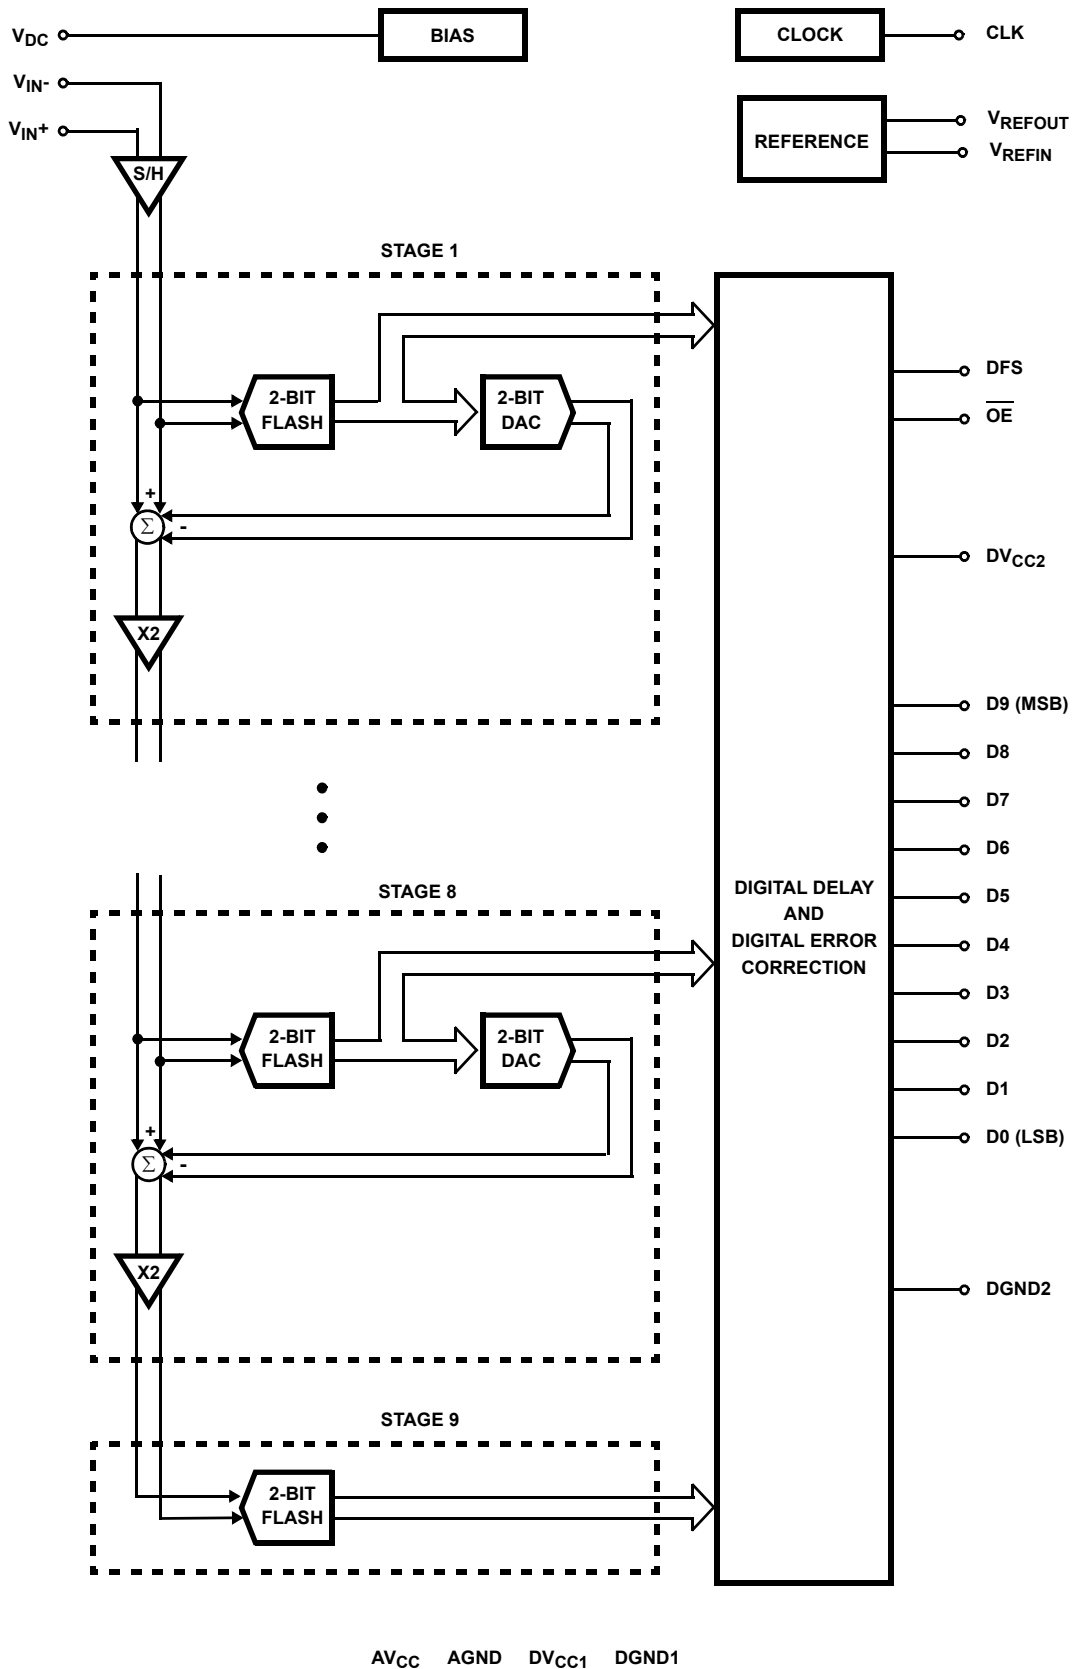 VDC
BIAS
CLOCK
CLK
VIN-
VIN+
REFERENCE
VREFOUT
VREFIN
S/H
STAGE 1
2-BIT
FLASH
2-BIT
DAC
+
Σ
-
X2
STAGE 8
2-BIT
FLASH
2-BIT
DAC
+
Σ
-
X2
STAGE 9
2-BIT
FLASH
DIGITAL DELAY
AND
DIGITAL ERROR
CORRECTION
DFS
OE
DVCC2
D9 (MSB)
D8
D7
D6
D5
D4
D3
D2
D1
D0 (LSB)
DGND2
AVCC AGND DVCC1 DGND1